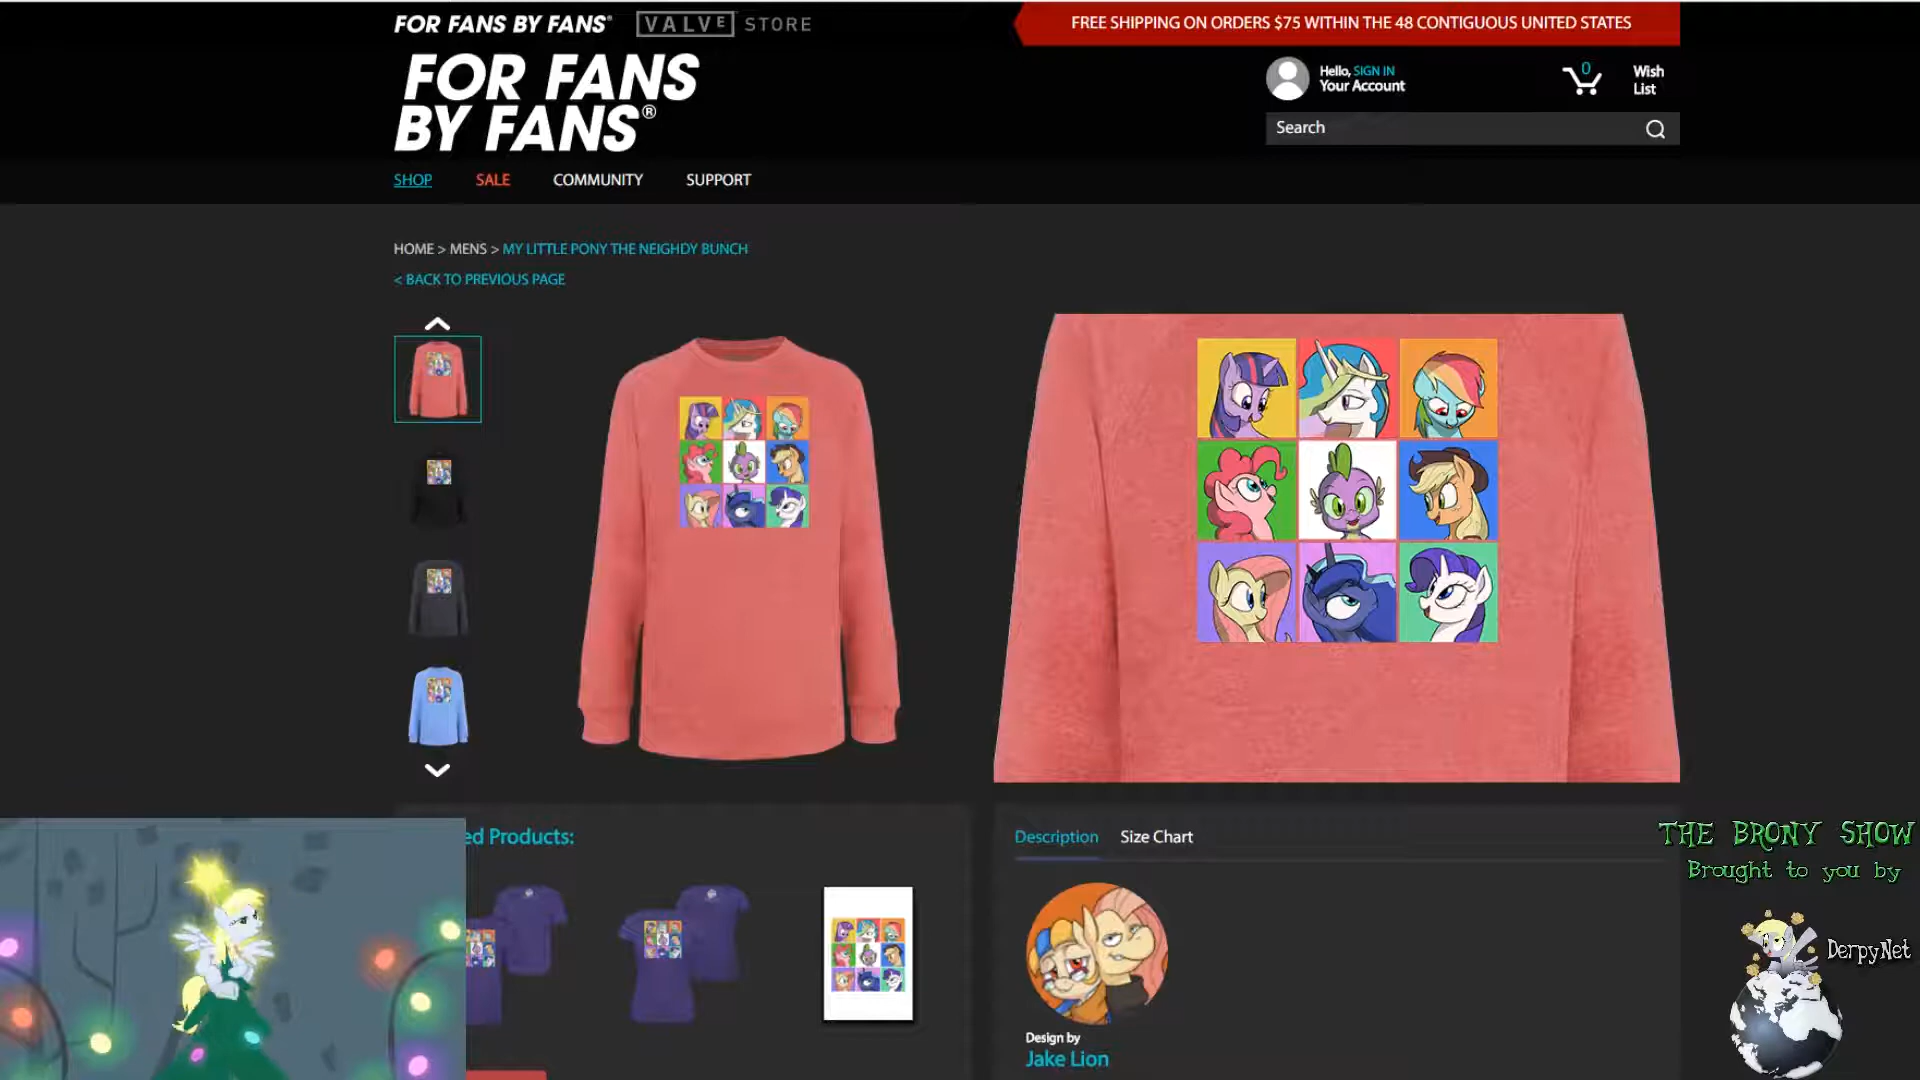 FOR FANS BY FANS®
VALVE STORE
FREE SHIPPING ON ORDERS $75 WITHIN THE 48 CONTIGUOUS UNITED STATES
FOR FANS
BY FANS®
Hello, SIGN IN
Your Account
0
Wish
List
Search
SHOP
SALE
COMMUNITY
SUPPORT
HOME > MENS > MY LITTLE PONY THE NEIGHDY BUNCH
< BACK TO PREVIOUS PAGE
ed Products:
Description
Size Chart
THE BRONY SHOW
Brought to you by
DerpyNet
Design by
Jake Lion